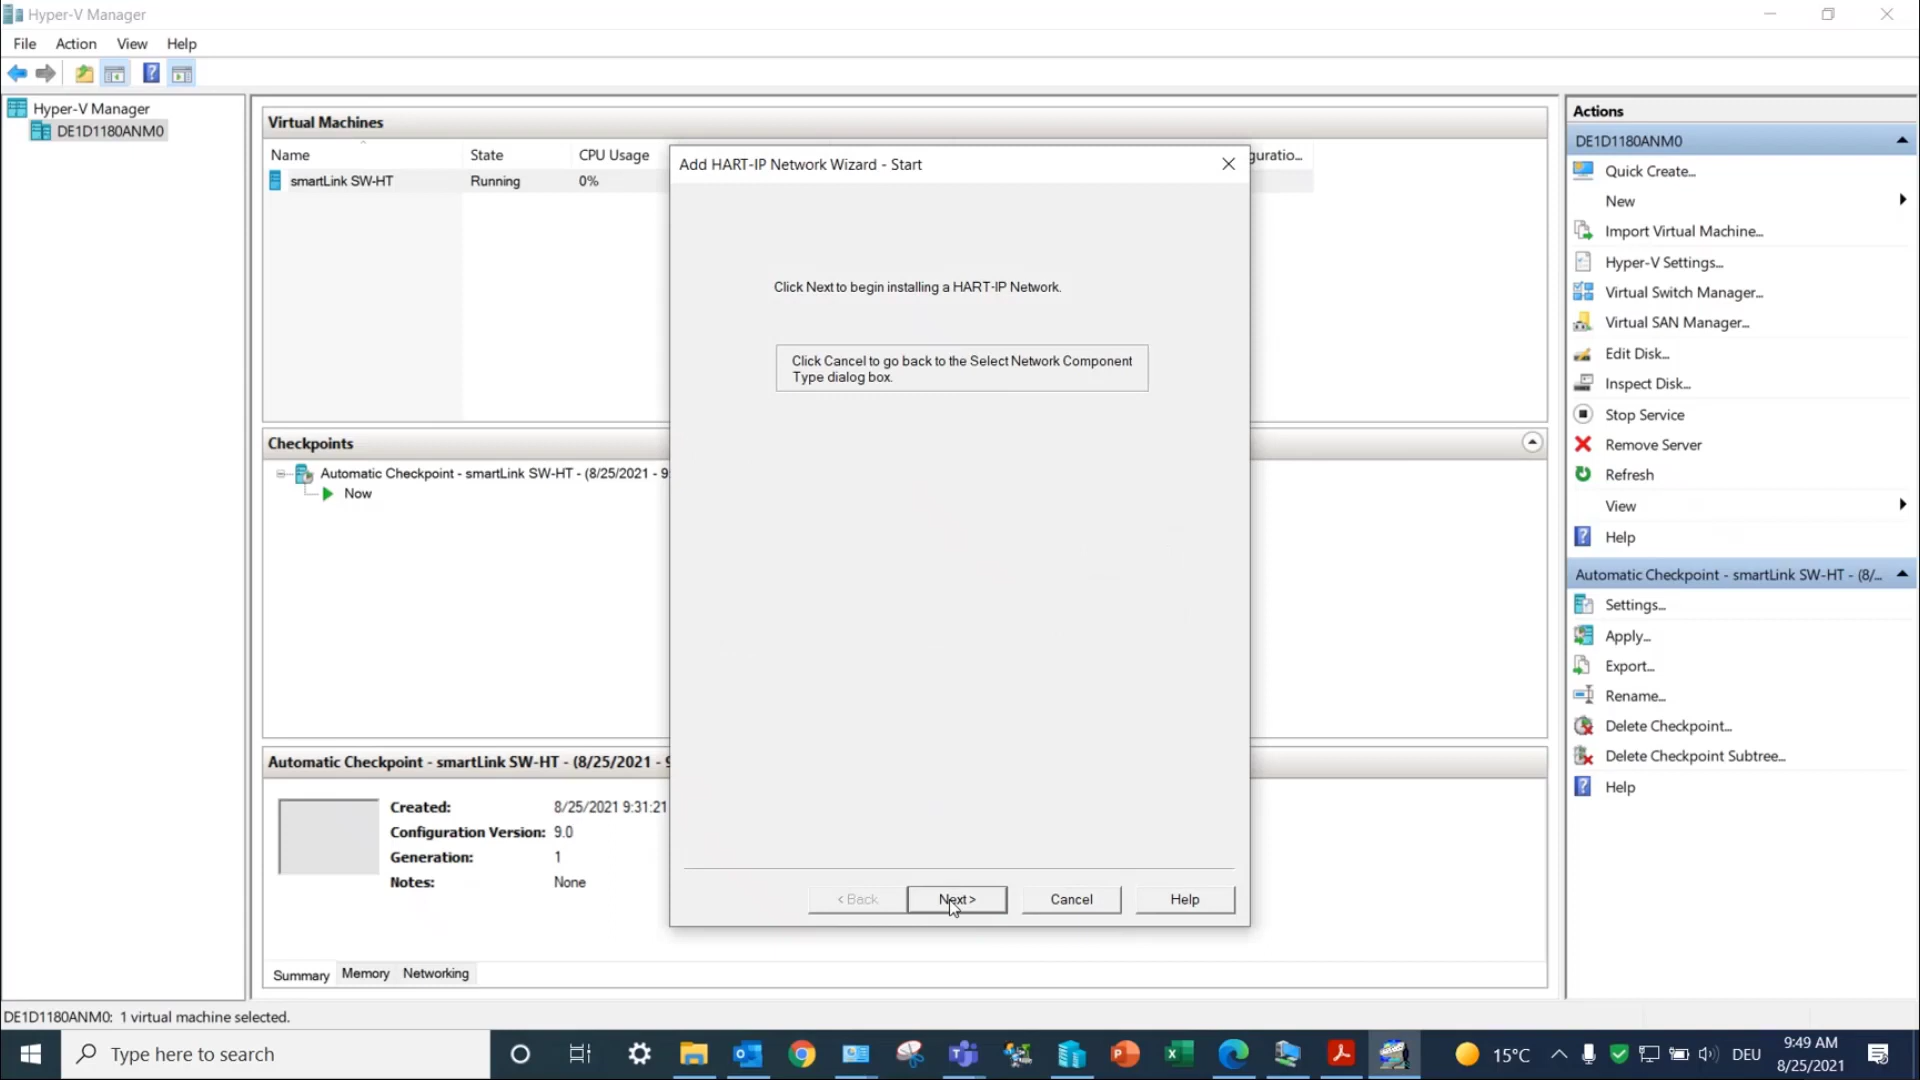 Hyper-V Manager
File Action View Help
Hyper-V Manager
DE1D1180ANM0
Virtual Machines
Name State CPU Usage
smartLink SW-HT Running 0%
Checkpoints
Automatic Checkpoint - smartLink SW-HT - (8/25/2021 - 9
Now
Automatic Checkpoint - smartLink SW-HT - (8/25/2021 - 9
Created: 8/25/2021 9:31:21
Configuration Version: 9.0
Generation: 1
Notes: None
Summary Memory Networking
Add HART-IP Network Wizard - Start
Click Next to begin installing a HART-IP Network.
Click Cancel to go back to the Select Network Component
Type dialog box.
< Back Next > Cancel Help
guratio...
Actions
DE1D1180ANM0
Quick Create...
New
Import Virtual Machine...
Hyper-V Settings...
Virtual Switch Manager...
Virtual SAN Manager...
Edit Disk...
Inspect Disk...
Stop Service
Remove Server
Refresh
View
Help
Automatic Checkpoint - smartLink SW-HT - (8/...
Settings...
Apply...
Export...
Rename...
Delete Checkpoint...
Delete Checkpoint Subtree...
Help
DE1D1180ANM0: 1 virtual machine selected.
Type here to search
15°C DEU 9:49 AM
8/25/2021